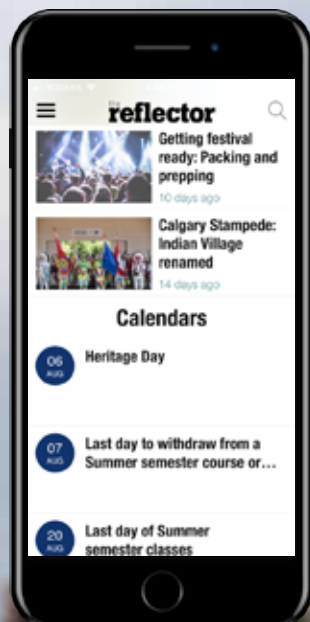 the
reflector
Getting festival
ready: Packing and
prepping
10 days ago
Calgary Stampede:
Indian Village
renamed
14 days ago
Calendars
06
AUG
Heritage Day
07
AUG
Last day to withdraw from a
Summer semester course or...
20
AUG
Last day of Summer
semester classes